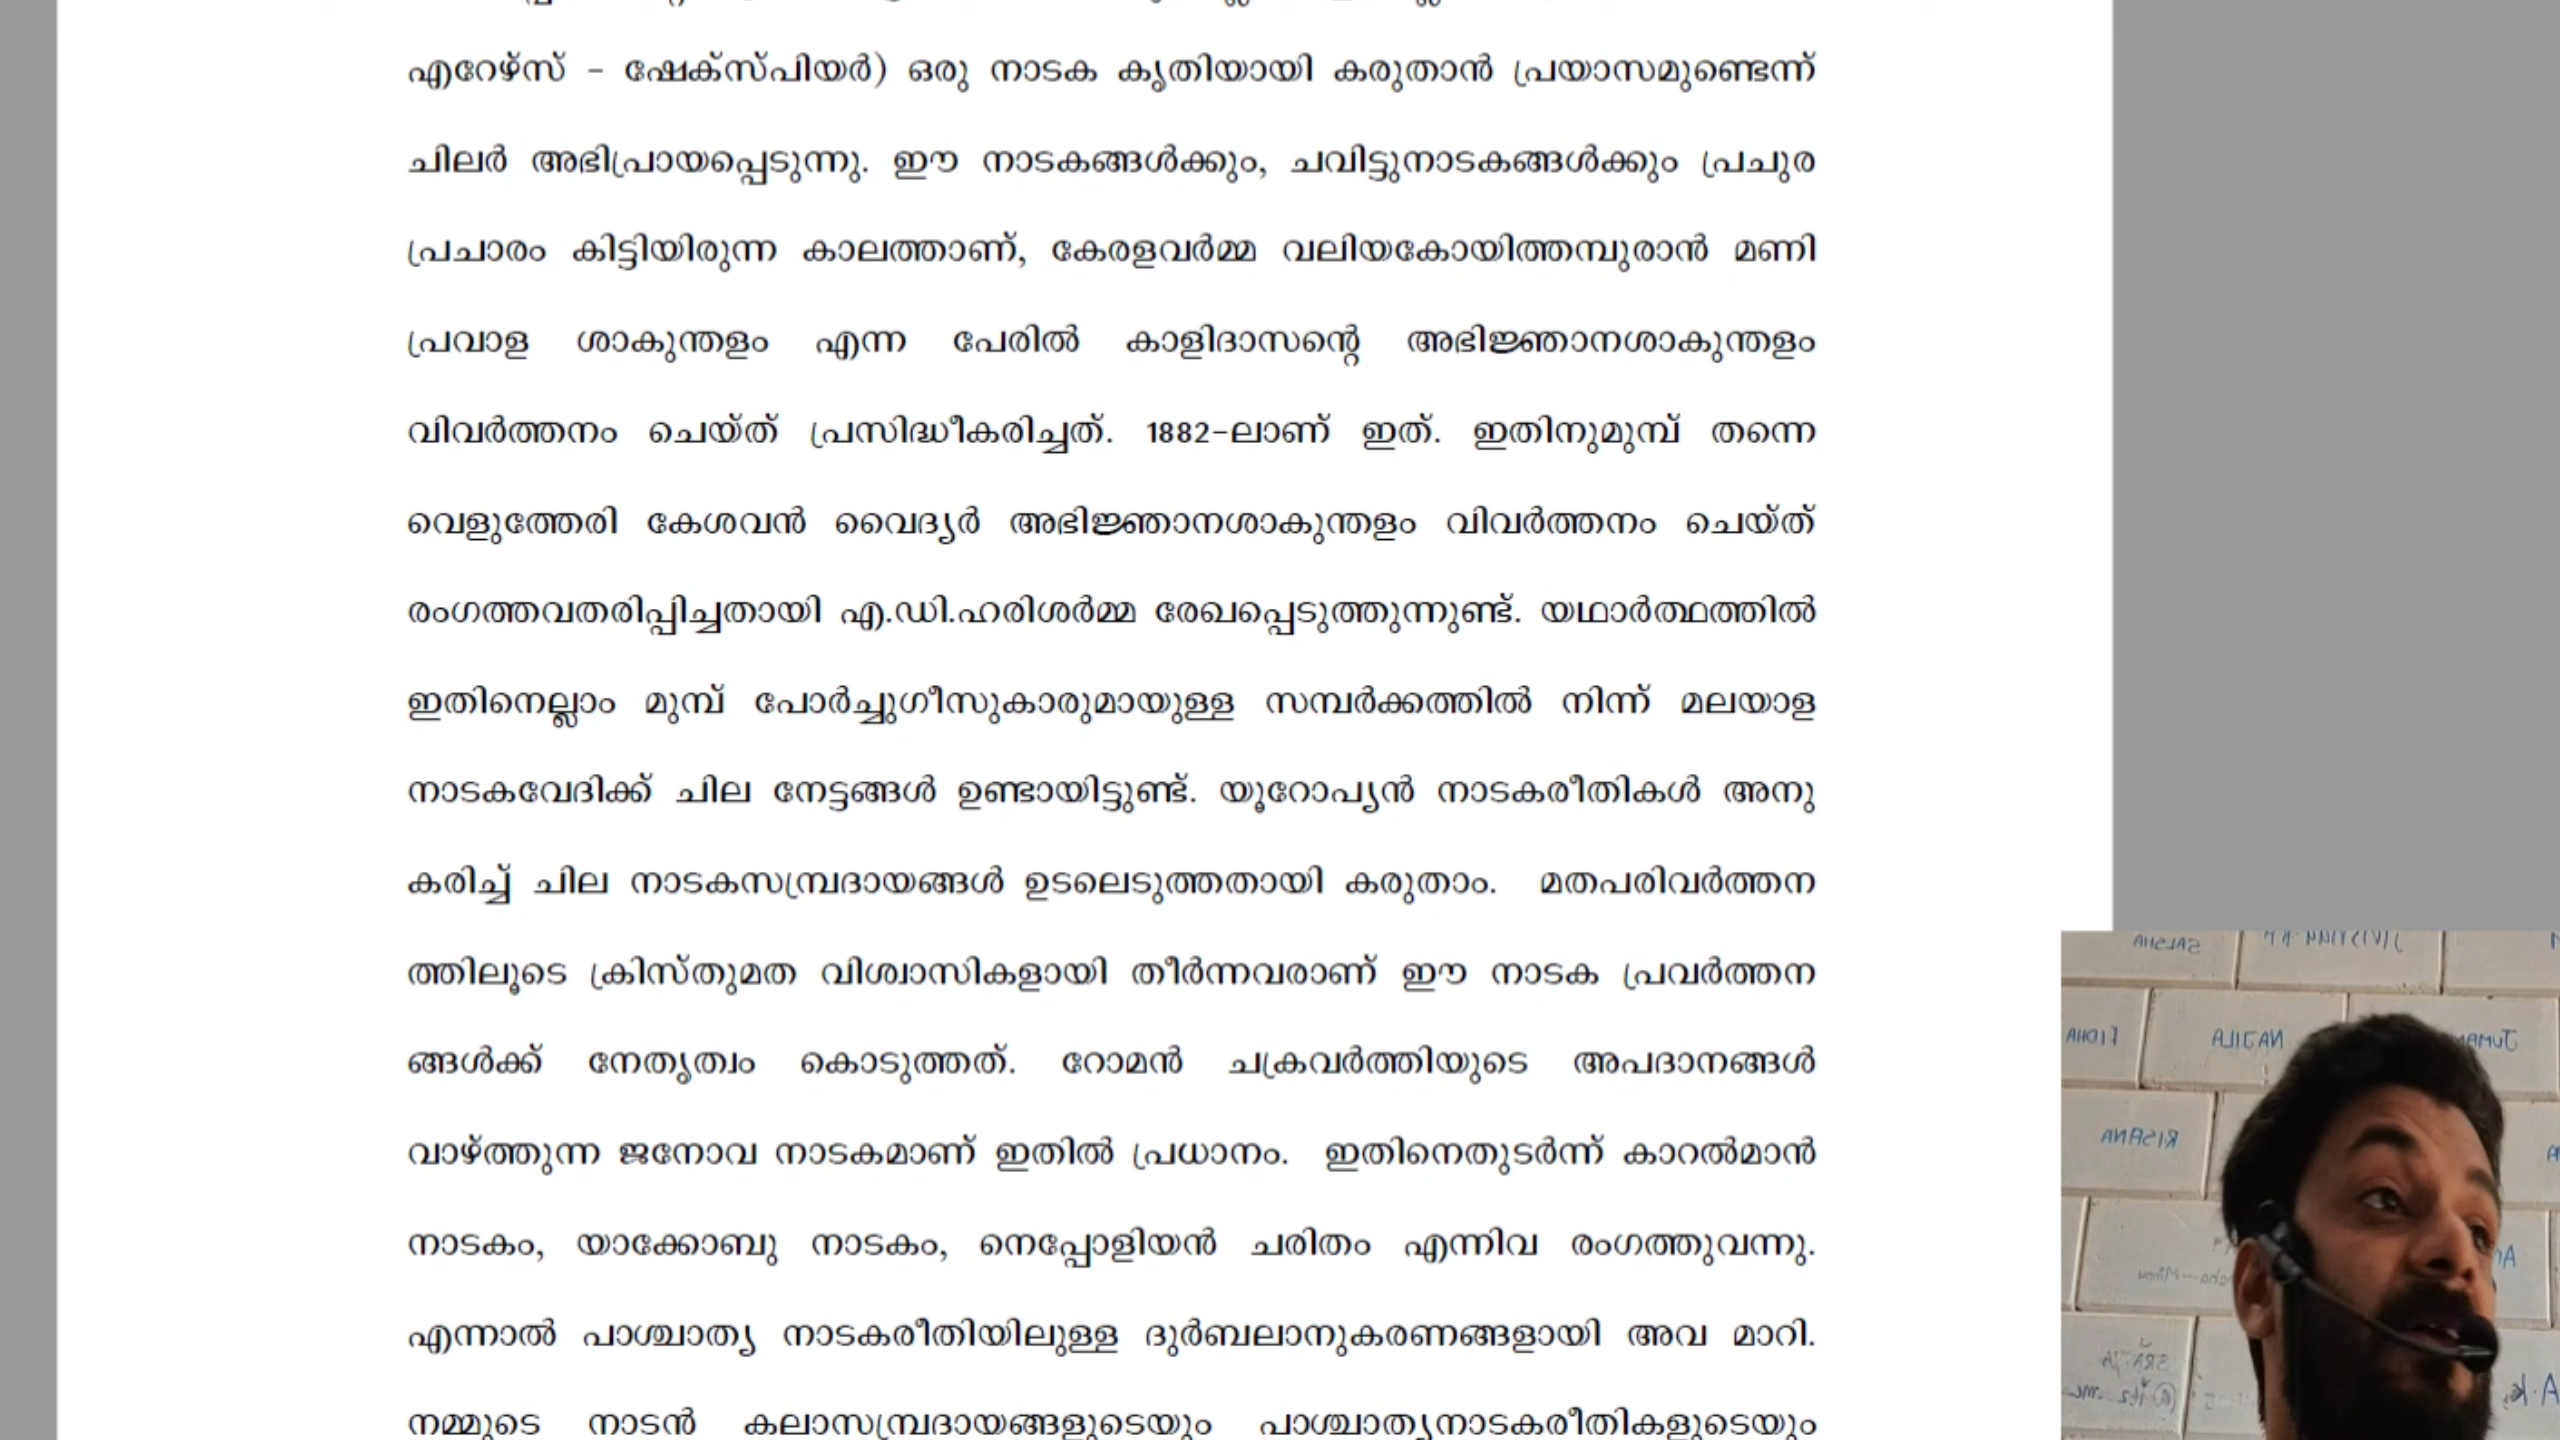 എറേഴ്സ് – ഷേക്സ്പിയർ) ഒരു നാടക കൃതിയായി കരുതാൻ പ്രയാസമുണ്ടെന്ന്
ചിലർ അഭിപ്രായപ്പെടുന്നു. ഈ നാടകങ്ങൾക്കും, ചവിട്ടുനാടകങ്ങൾക്കും പ്രചുര
പ്രചാരം കിട്ടിയിരുന്ന കാലത്താണ്, കേരളവർമ്മ വലിയകോയിത്തമ്പുരാൻ മണി
പ്രവാള ശാകുന്തളം എന്ന പേരിൽ കാളിദാസന്റെ അഭിജ്ഞാനശാകുന്തളം
വിവർത്തനം ചെയ്ത് പ്രസിദ്ധീകരിച്ചത്. 1882-ലാണ് ഇത്. ഇതിനുമുമ്പ് തന്നെ
വെളുത്തേരി കേശവൻ വൈദ്യർ അഭിജ്ഞാനശാകുന്തളം വിവർത്തനം ചെയ്ത്
രംഗത്തവതരിപ്പിച്ചതായി എ.ഡി.ഹരിശർമ്മ രേഖപ്പെടുത്തുന്നുണ്ട്. യഥാർത്ഥത്തിൽ
ഇതിനെല്ലാം മുമ്പ് പോർച്ചുഗീസുകാരുമായുള്ള സമ്പർക്കത്തിൽ നിന്ന് മലയാള
നാടകവേദിക്ക് ചില നേട്ടങ്ങൾ ഉണ്ടായിട്ടുണ്ട്. യൂറോപ്യൻ നാടകരീതികൾ അനു
കരിച്ച് ചില നാടകസമ്പ്രദായങ്ങൾ ഉടലെടുത്തതായി കരുതാം. മതപരിവർത്തന
ത്തിലൂടെ ക്രിസ്തുമത വിശ്വാസികളായി തീർന്നവരാണ് ഈ നാടക പ്രവർത്തന
ങ്ങൾക്ക് നേതൃത്വം കൊടുത്തത്. റോമൻ ചക്രവർത്തിയുടെ അപദാനങ്ങൾ
വാഴ്ത്തുന്ന ജനോവ നാടകമാണ് ഇതിൽ പ്രധാനം. ഇതിനെതുടർന്ന് കാറൽമാൻ
നാടകം, യാക്കോബു നാടകം, നെപ്പോളിയൻ ചരിതം എന്നിവ രംഗത്തുവന്നു.
എന്നാൽ പാശ്ചാത്യ നാടകരീതിയിലുള്ള ദുർബലാനുകരണങ്ങളായി അവ മാറി.
നമ്മുടെ നാടൻ കലാസമ്പ്രദായങ്ങളുടെയും പാശ്ചാത്യനാടകരീതികളുടെയും
SALSHA
FIDHA NAJILA
RISANA